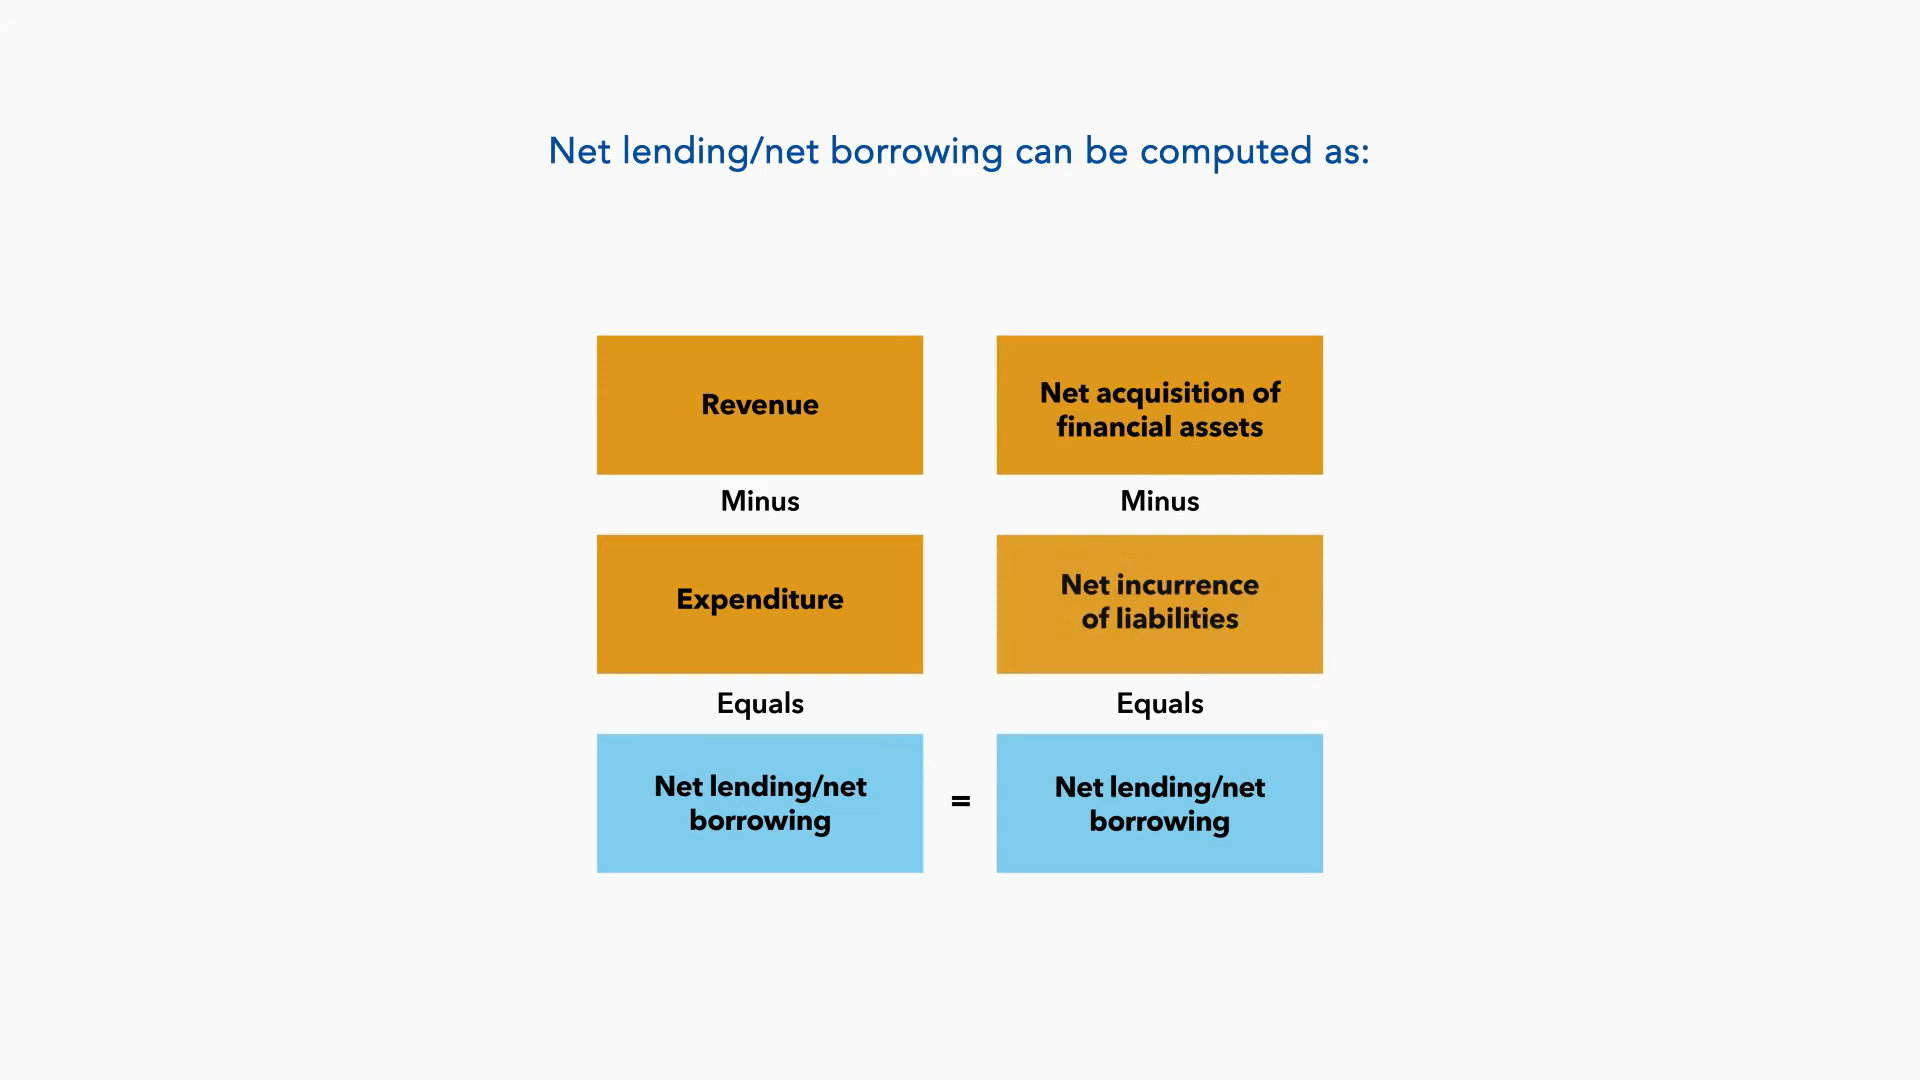 Net lending/net borrowing can be computed as:
Revenue
Minus
Expenditure
Equals
Net lending/net
borrowing
=
Net acquisition of
financial assets
Minus
Net incurrence
of liabilities
Equals
Net lending/net
borrowing